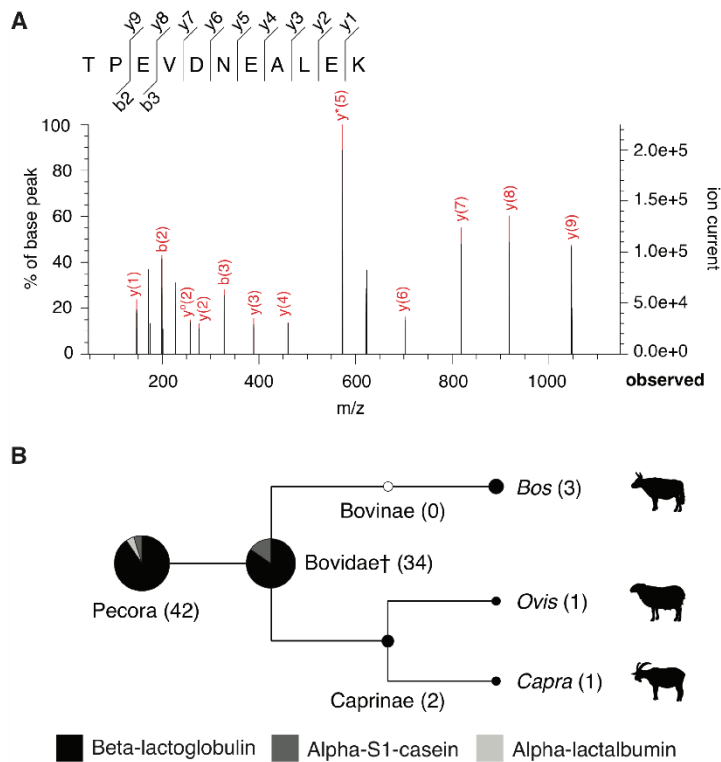 A
y9 y8 y7 y6 y5 y4 y3 y2 y1
T P E V D N E A L E K
b2 b3
% of base peak
100
80
60
40
20
0
y(1)
b(2)
y⁰(2)
y(2)
b(3)
y(3)
y(4)
y*(5)
y(6)
y(7)
y(8)
y(9)
2.0e+5
1.5e+5
1.0e+5
5.0e+4
0.0e+0
ion current
200 400 600 800 1000 observed
m/z
B
Bos (3)
Bovinae (0)
Bovidae† (34)
Pecora (42)
Ovis (1)
Capra (1)
Caprinae (2)
Beta-lactoglobulin Alpha-S1-casein Alpha-lactalbumin